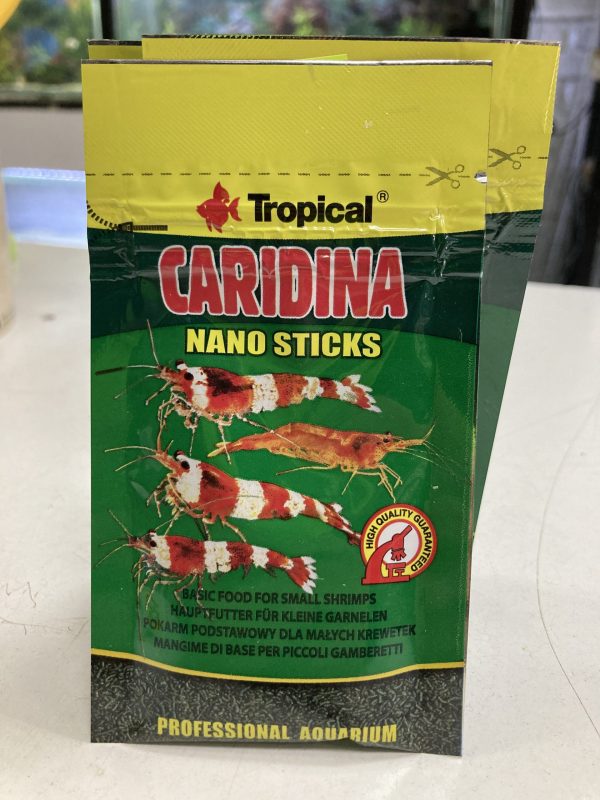 Tropical®
CARIDINA
NANO STICKS
HIGH QUALITY GUARANTEED
BASIC FOOD FOR SMALL SHRIMPS
HAUPTFUTTER FÜR KLEINE GARNELEN
POKARM PODSTAWOWY DLA MAŁYCH KREWETEK
MANGIME DI BASE PER PICCOLI GAMBERETTI
PROFESSIONAL AQUARIUM